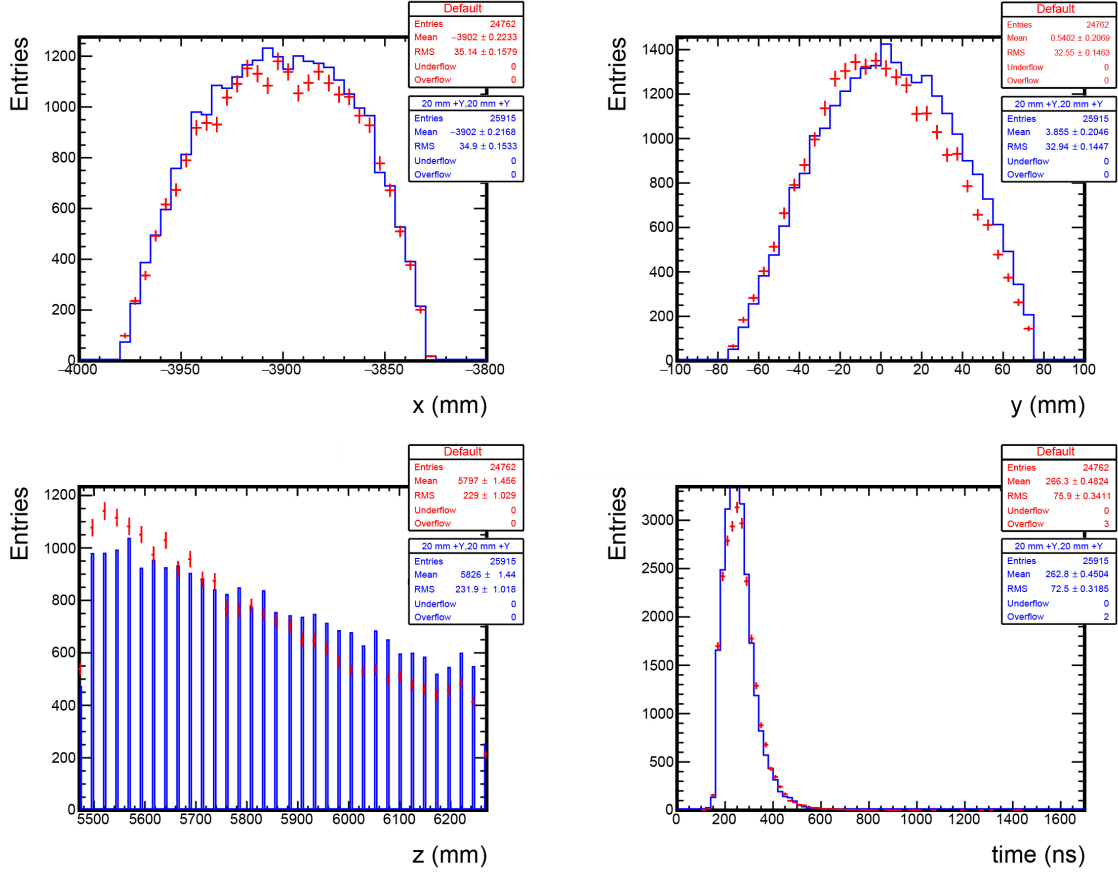 Default
Entries 24762
Mean −3902 ± 0.2233
RMS 35.14 ± 0.1579
Underflow 0
Overflow 0
20 mm +Y,20 mm +Y
Entries 25915
Mean −3902 ± 0.2168
RMS 34.9 ± 0.1533
Underflow 0
Overflow 0
Entries
1200
1000
800
600
400
200
0
−4000 −3950 −3900 −3850 −3800
x (mm)
Default
Entries 24762
Mean 0.5402 ± 0.2069
RMS 32.55 ± 0.1463
Underflow 0
Overflow 0
20 mm +Y,20 mm +Y
Entries 25915
Mean 3.855 ± 0.2046
RMS 32.94 ± 0.1447
Underflow 0
Overflow 0
Entries
1400
1200
1000
800
600
400
200
0
−100 −80 −60 −40 −20 0 20 40 60 80 100
y (mm)
Default
Entries 24762
Mean 5797 ± 1.456
RMS 229 ± 1.029
Underflow 0
Overflow 0
20 mm +Y,20 mm +Y
Entries 25915
Mean 5826 ± 1.44
RMS 231.9 ± 1.018
Underflow 0
Overflow 0
Entries
1200
1000
800
600
400
200
0
5500 5600 5700 5800 5900 6000 6100 6200
z (mm)
Default
Entries 24762
Mean 266.3 ± 0.4824
RMS 75.9 ± 0.3411
Underflow 0
Overflow 3
20 mm +Y,20 mm +Y
Entries 25915
Mean 262.8 ± 0.4504
RMS 72.5 ± 0.3185
Underflow 0
Overflow 2
Entries
3000
2500
2000
1500
1000
500
0
0 200 400 600 800 1000 1200 1400 1600
time (ns)